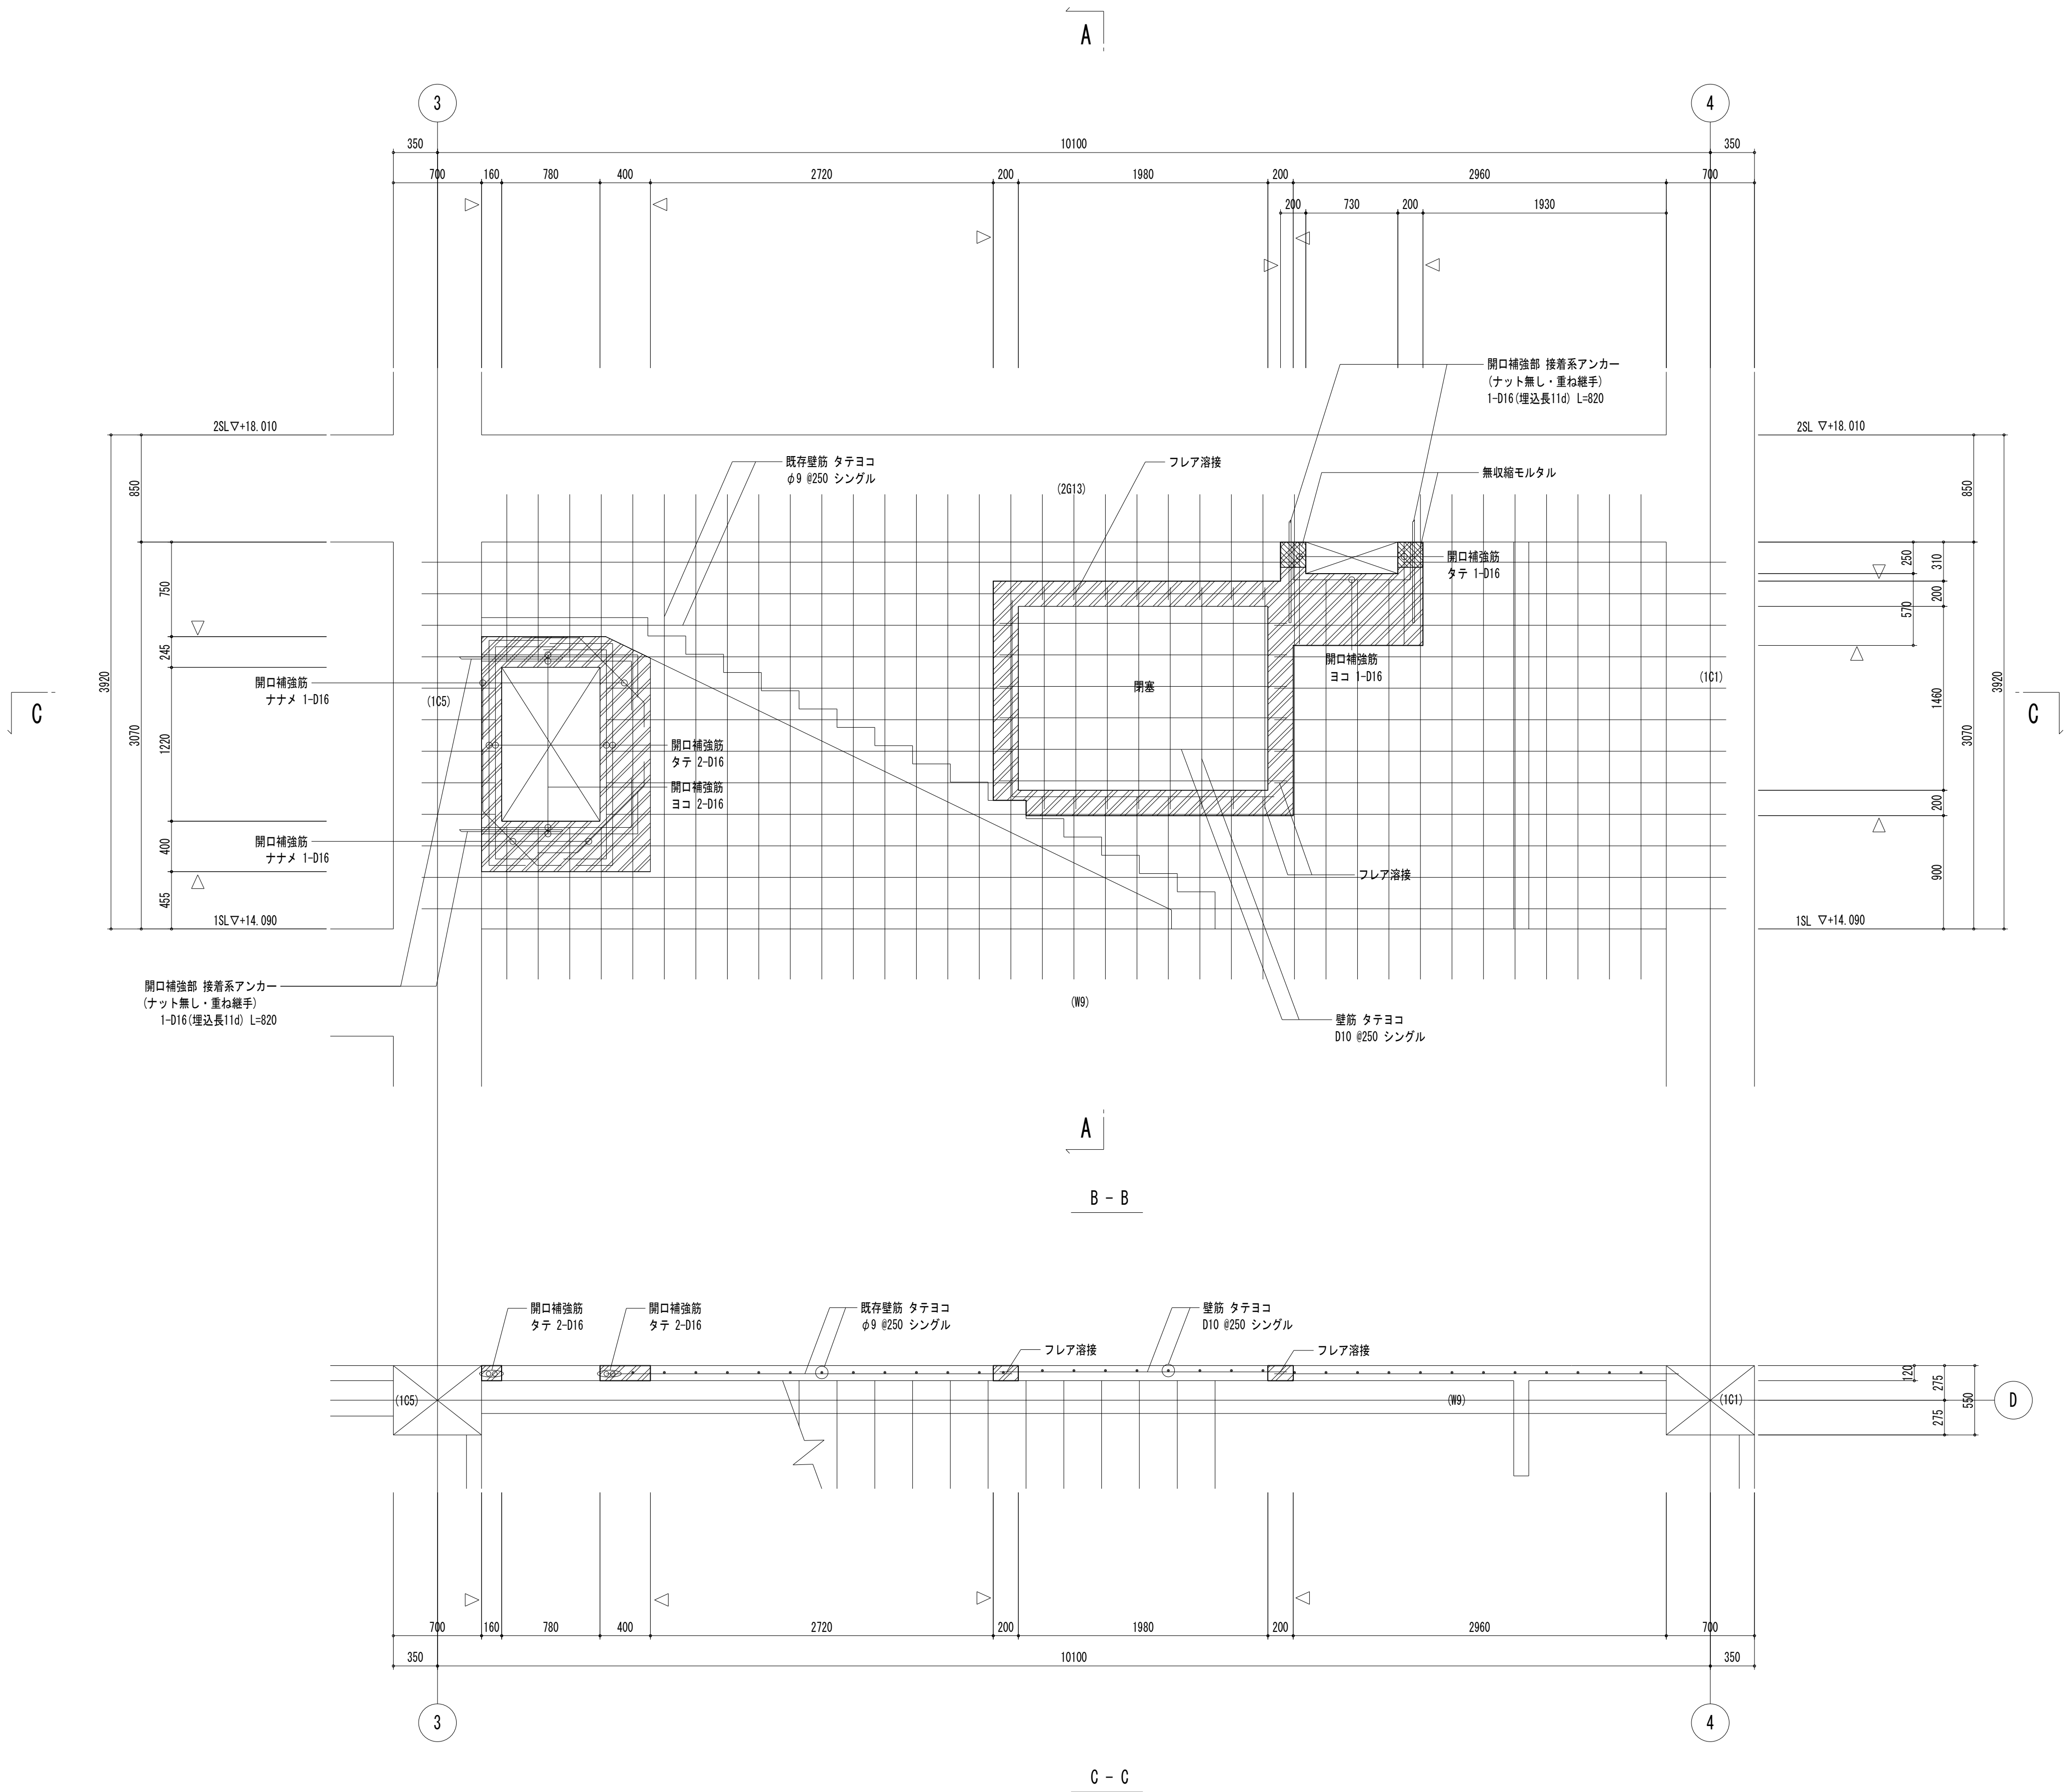 A
3
4
350
10100
350
700
160
780
400
2720
200
1980
200
2960
700
200
730
200
1930
開口補強部 接着系アンカー
(ナット無し・重ね継手)
1-D16(埋込長11d) L=820
2SL▽+18.010
2SL ▽+18.010
既存壁筋 タテヨコ
φ9 @250 シングル
フレア溶接
無収縮モルタル
(2G13)
850
850
開口補強筋
タテ 1-D16
250
310
750
200
570
245
開口補強筋
ヨコ 1-D16
3920
開口補強筋
ナナメ 1-D16
(1C5)
閉塞
(1C1)
3920
C
C
3070
1220
1460
3070
開口補強筋
タテ 2-D16
開口補強筋
ヨコ 2-D16
200
開口補強筋
ナナメ 1-D16
400
フレア溶接
900
455
1SL▽+14.090
1SL ▽+14.090
開口補強部 接着系アンカー
(ナット無し・重ね継手)
1-D16(埋込長11d) L=820
(W9)
壁筋 タテヨコ
D10 @250 シングル
A
B - B
開口補強筋
タテ 2-D16
開口補強筋
タテ 2-D16
既存壁筋 タテヨコ
φ9 @250 シングル
壁筋 タテヨコ
D10 @250 シングル
フレア溶接
フレア溶接
120
275
550
275
(1C5)
(W9)
(1C1)
D
700
160
780
400
2720
200
1980
200
2960
700
350
10100
350
3
4
C - C